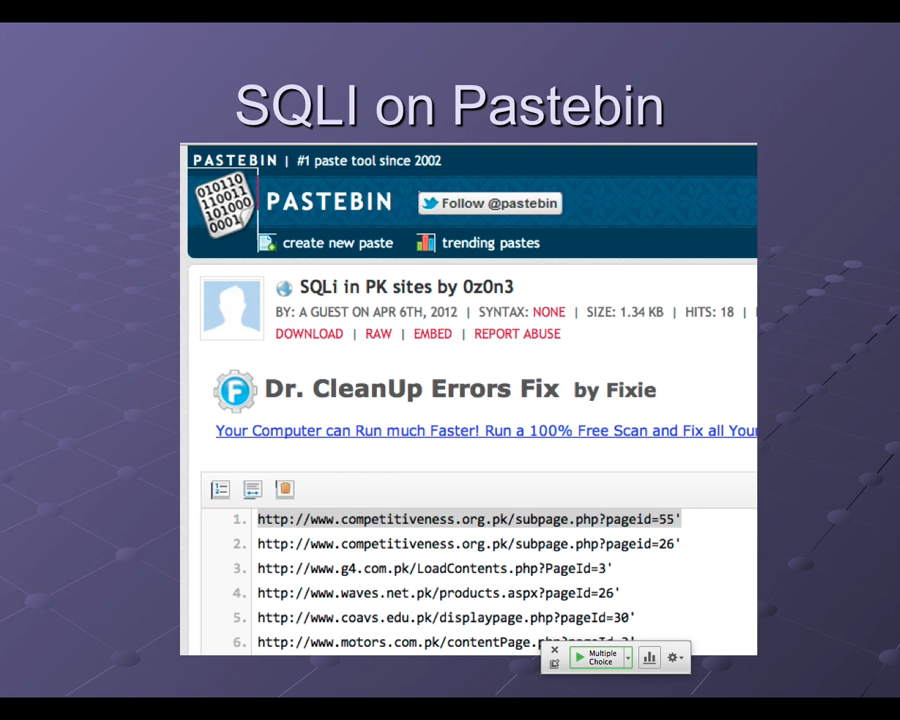 SQLI on Pastebin
PASTEBIN | #1 paste tool since 2002
010110
110011
101000
0001
PASTEBIN
Follow @pastebin
create new paste
trending pastes
SQLi in PK sites by 0z0n3
BY: A GUEST ON APR 6TH, 2012 | SYNTAX: NONE | SIZE: 1.34 KB | HITS: 18 |
DOWNLOAD | RAW | EMBED | REPORT ABUSE
F
Dr. CleanUp Errors Fix by Fixie
Your Computer can Run much Faster! Run a 100% Free Scan and Fix all Your
1. http://www.competitiveness.org.pk/subpage.php?pageid=55'
2. http://www.competitiveness.org.pk/subpage.php?pageid=26'
3. http://www.g4.com.pk/LoadContents.php?PageId=3'
4. http://www.waves.net.pk/products.aspx?pageId=26'
5. http://www.coavs.edu.pk/displaypage.php?pageId=30'
6. http://www.motors.com.pk/contentPage.
Multiple
Choice